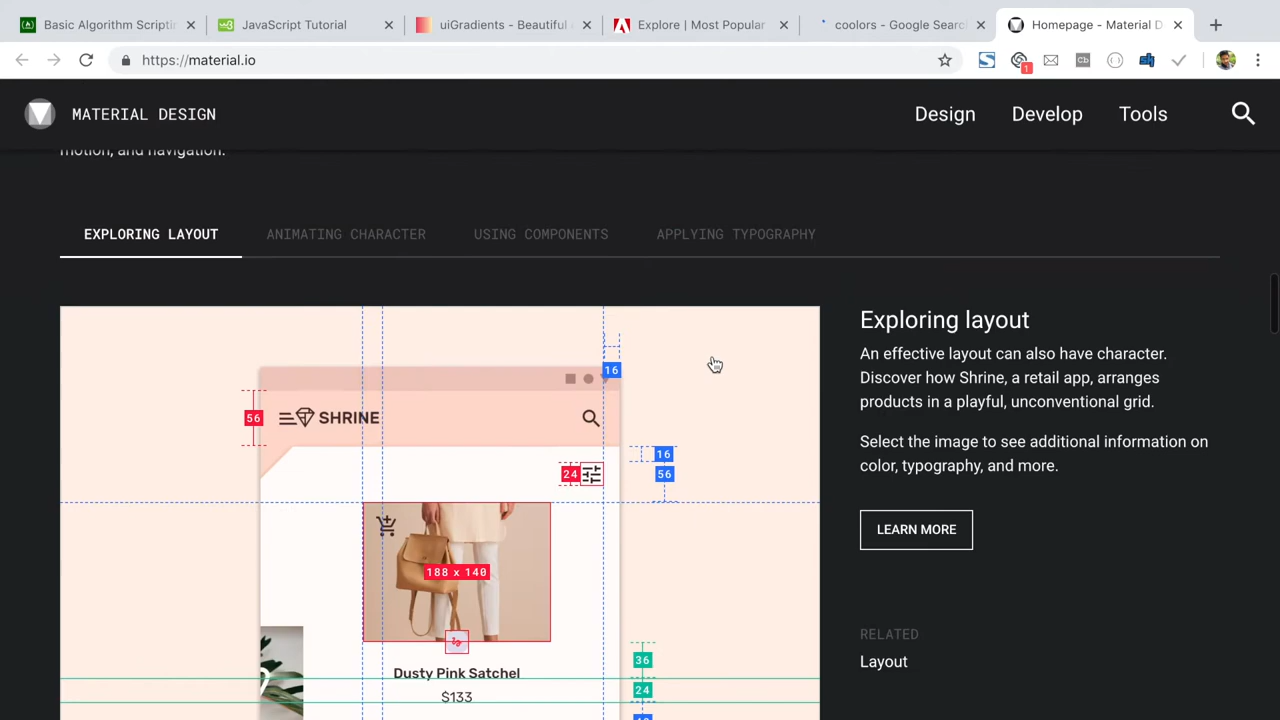 Basic Algorithm Scriptin
JavaScript Tutorial
uiGradients - Beautiful
Explore | Most Popular
coolors - Google Searc
Homepage - Material D
https://material.io
Cb
1
MATERIAL DESIGN
Design
Develop
Tools
motion, and navigation.
EXPLORING LAYOUT
ANIMATING CHARACTER
USING COMPONENTS
APPLYING TYPOGRAPHY
Exploring layout
An effective layout can also have character.
Discover how Shrine, a retail app, arranges
products in a playful, unconventional grid.
Select the image to see additional information on
color, typography, and more.
LEARN MORE
RELATED
Layout
16
56
SHRINE
16
24
56
188 x 140
36
Dusty Pink Satchel
24
$133